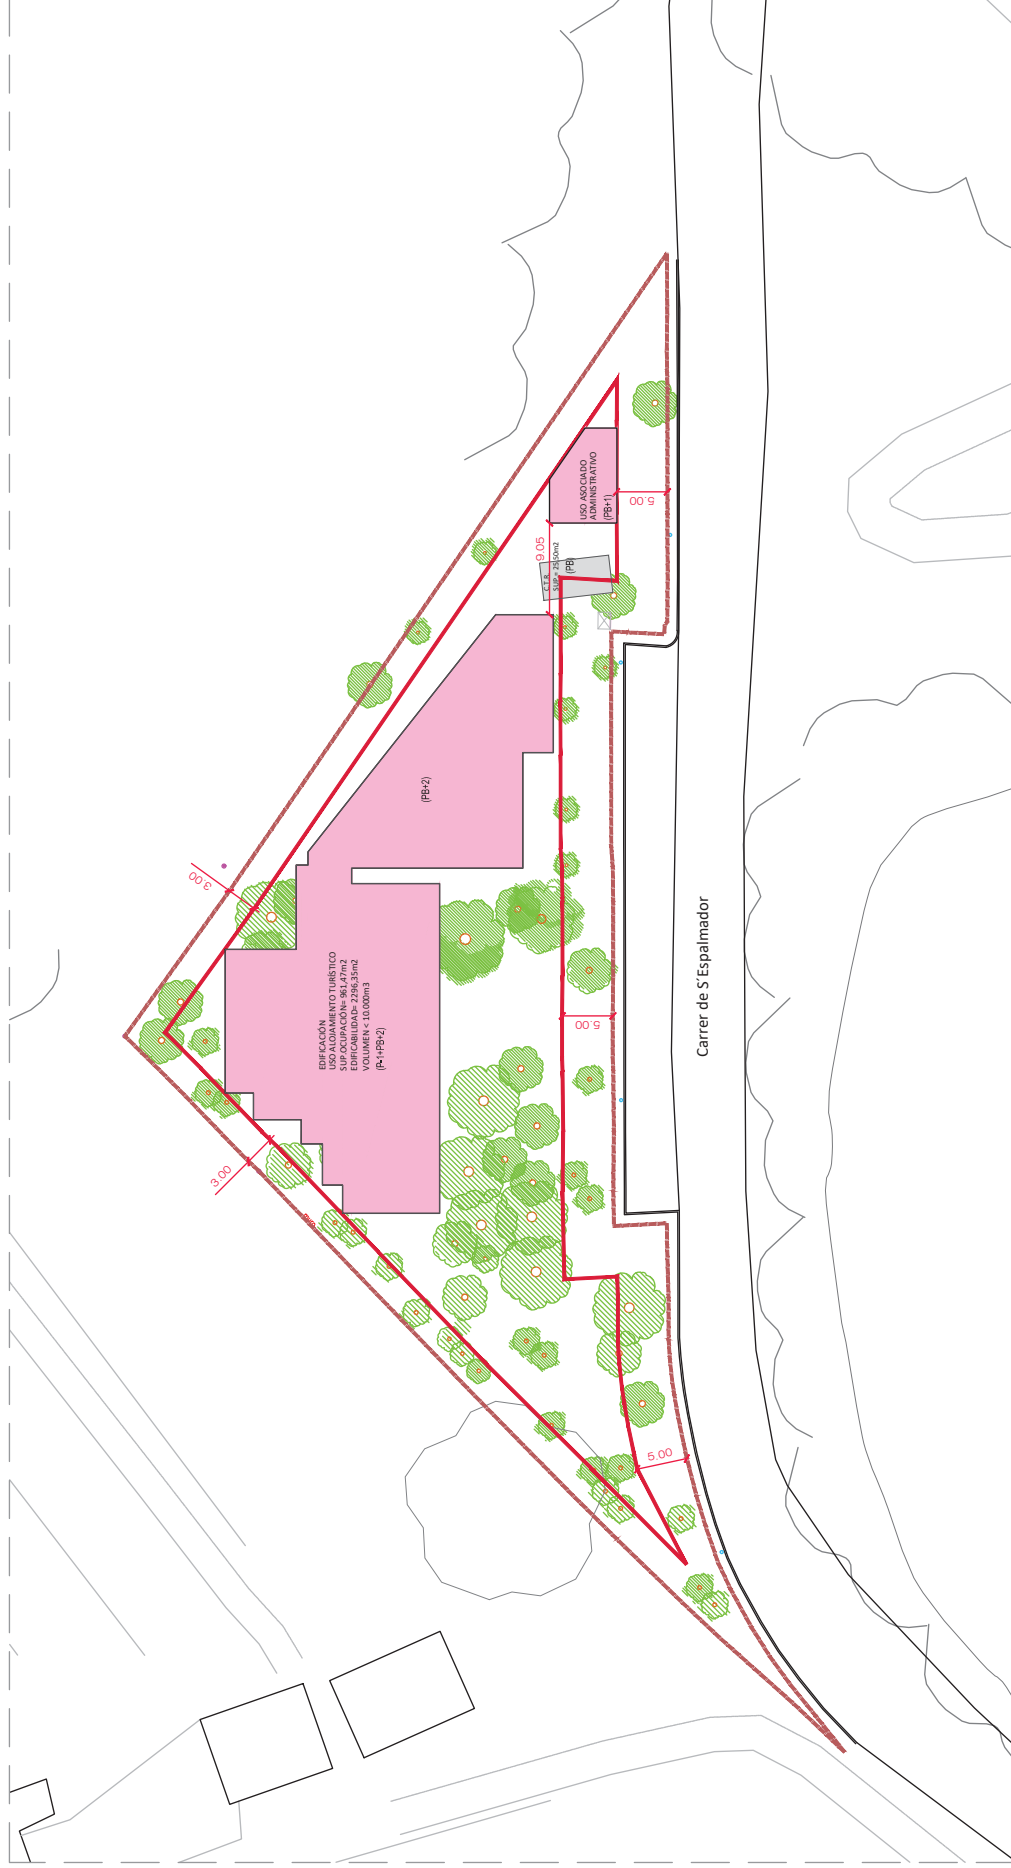 USO ASOCIADO
ADMINISTRATIVO
(PB+1)
5.00
9.05
C.T.R.
SUP.= 25,50m2
(PB)
(PB+2)
3.00
Carrer de S´Espalmador
EDIFICACIÓN
USO ALOJAMIENTO TURÍSTICO
SUP.OCUPACIÓN= 961,47m2
EDIFICABILIDAD= 2296,35m2
VOLUMEN < 10.000m3
(P-1+PB+2)
5.00
3.00
5.00